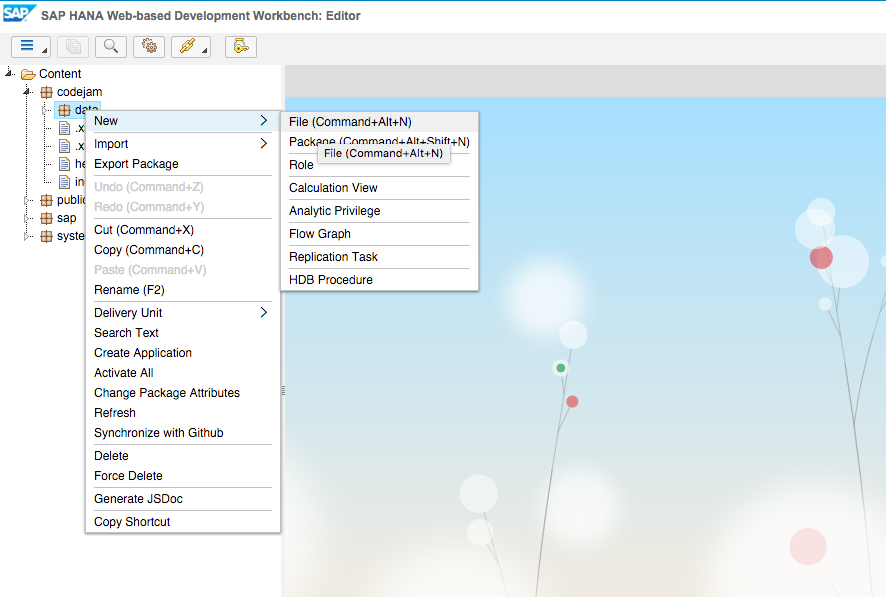 SAP SAP HANA Web-based Development Workbench: Editor
Content
codejam
data
.x
.x
he
in
public
sap
syste
New
Import
Export Package
Undo (Command+Z)
Redo (Command+Y)
Cut (Command+X)
Copy (Command+C)
Paste (Command+V)
Rename (F2)
Delivery Unit
Search Text
Create Application
Activate All
Change Package Attributes
Refresh
Synchronize with Github
Delete
Force Delete
Generate JSDoc
Copy Shortcut
File (Command+Alt+N)
Package (Command+Alt+Shift+N)
File (Command+Alt+N)
Role
Calculation View
Analytic Privilege
Flow Graph
Replication Task
HDB Procedure